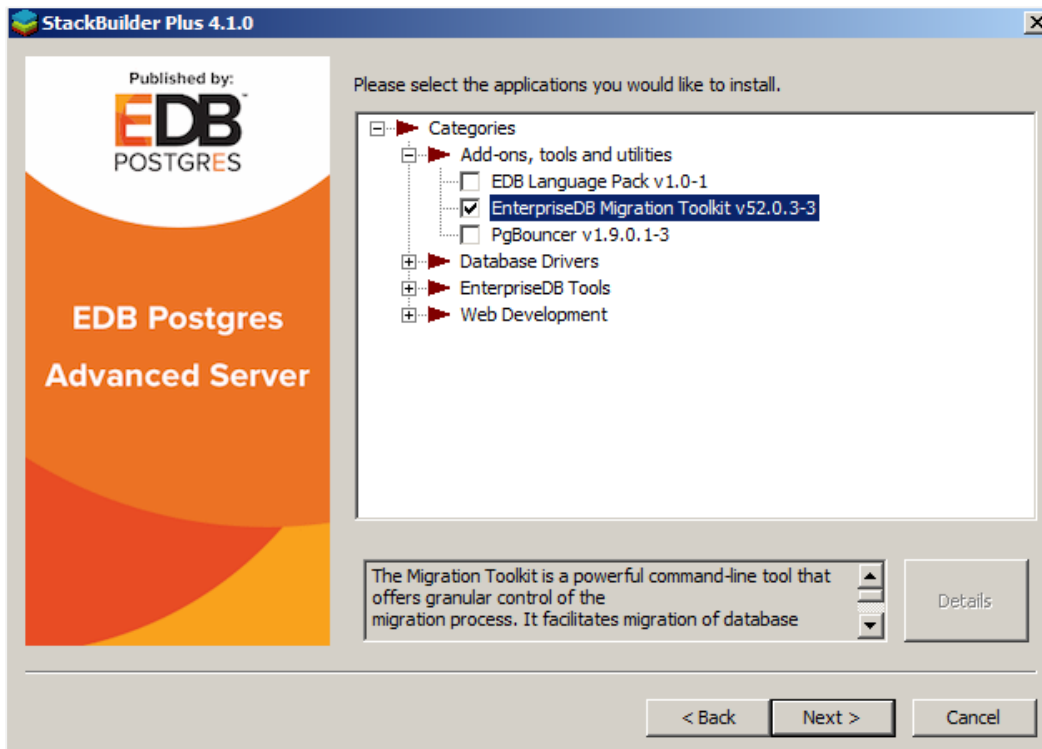 StackBuilder Plus 4.1.0
Published by:
EDB™
POSTGRES
EDB Postgres
Advanced Server
Please select the applications you would like to install.
Categories
Add-ons, tools and utilities
EDB Language Pack v1.0-1
EnterpriseDB Migration Toolkit v52.0.3-3
PgBouncer v1.9.0.1-3
Database Drivers
EnterpriseDB Tools
Web Development
The Migration Toolkit is a powerful command-line tool that
offers granular control of the
migration process. It facilitates migration of database
Details
< Back
Next >
Cancel